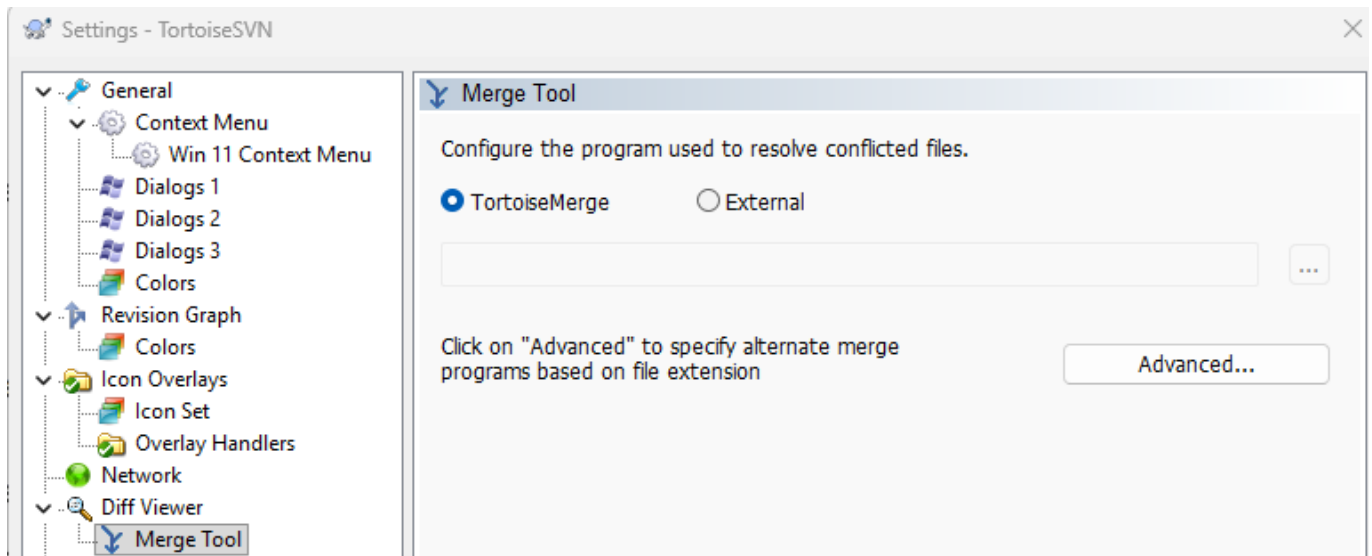 Settings - TortoiseSVN
General
Context Menu
Win 11 Context Menu
Dialogs 1
Dialogs 2
Dialogs 3
Colors
Revision Graph
Colors
Icon Overlays
Icon Set
Overlay Handlers
Network
Diff Viewer
Merge Tool
Merge Tool
Configure the program used to resolve conflicted files.
TortoiseMerge
External
...
Click on "Advanced" to specify alternate merge
programs based on file extension
Advanced...